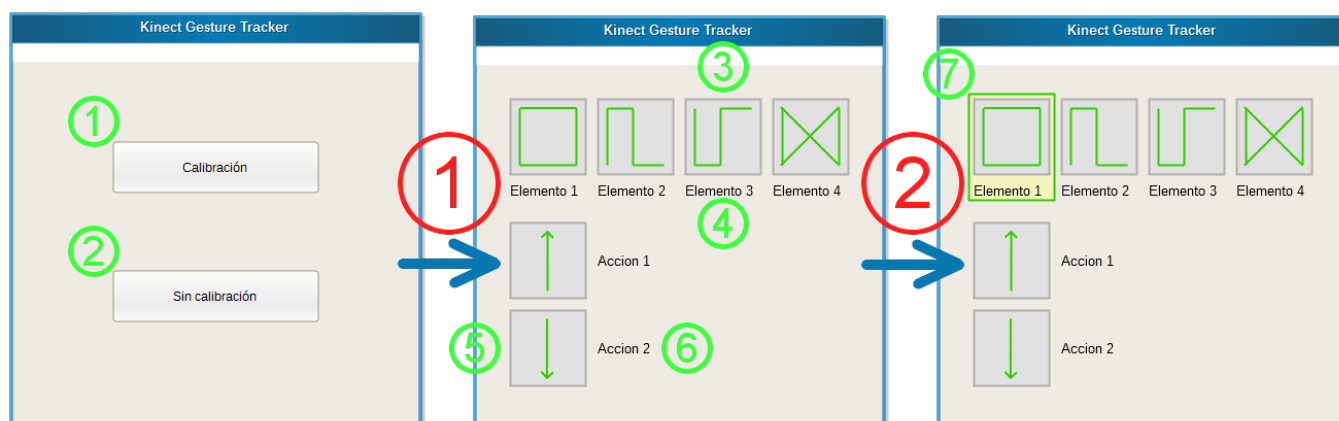 Kinect Gesture Tracker
1
Calibración
2
Sin calibración
1
Kinect Gesture Tracker
3
Elemento 1 Elemento 2 Elemento 3 Elemento 4
4
Accion 1
5 Accion 2 6
2
Kinect Gesture Tracker
7
Elemento 1 Elemento 2 Elemento 3 Elemento 4
Accion 1
Accion 2